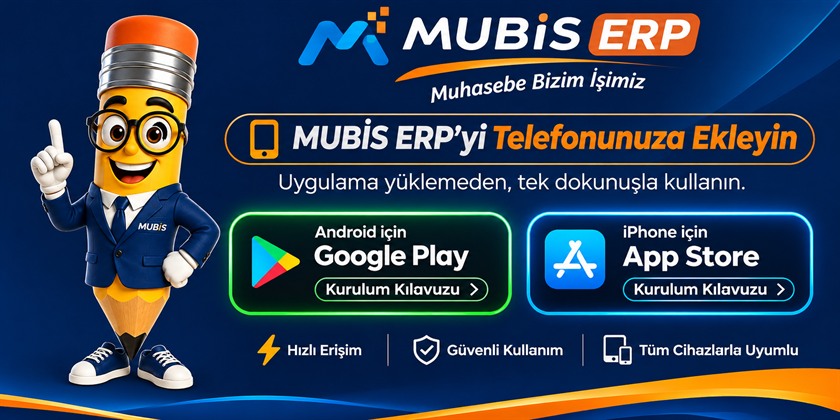 MUBİS ERP
Muhasebe Bizim İşimiz
MUBİS ERP'yi Telefonunuza Ekleyin
Uygulama yüklemeden, tek dokunuşla kullanın.
Android için
Google Play
Kurulum Kılavuzu >
iPhone için
App Store
Kurulum Kılavuzu >
MUBİS
Hızlı Erişim
Güvenli Kullanım
Tüm Cihazlarla Uyumlu